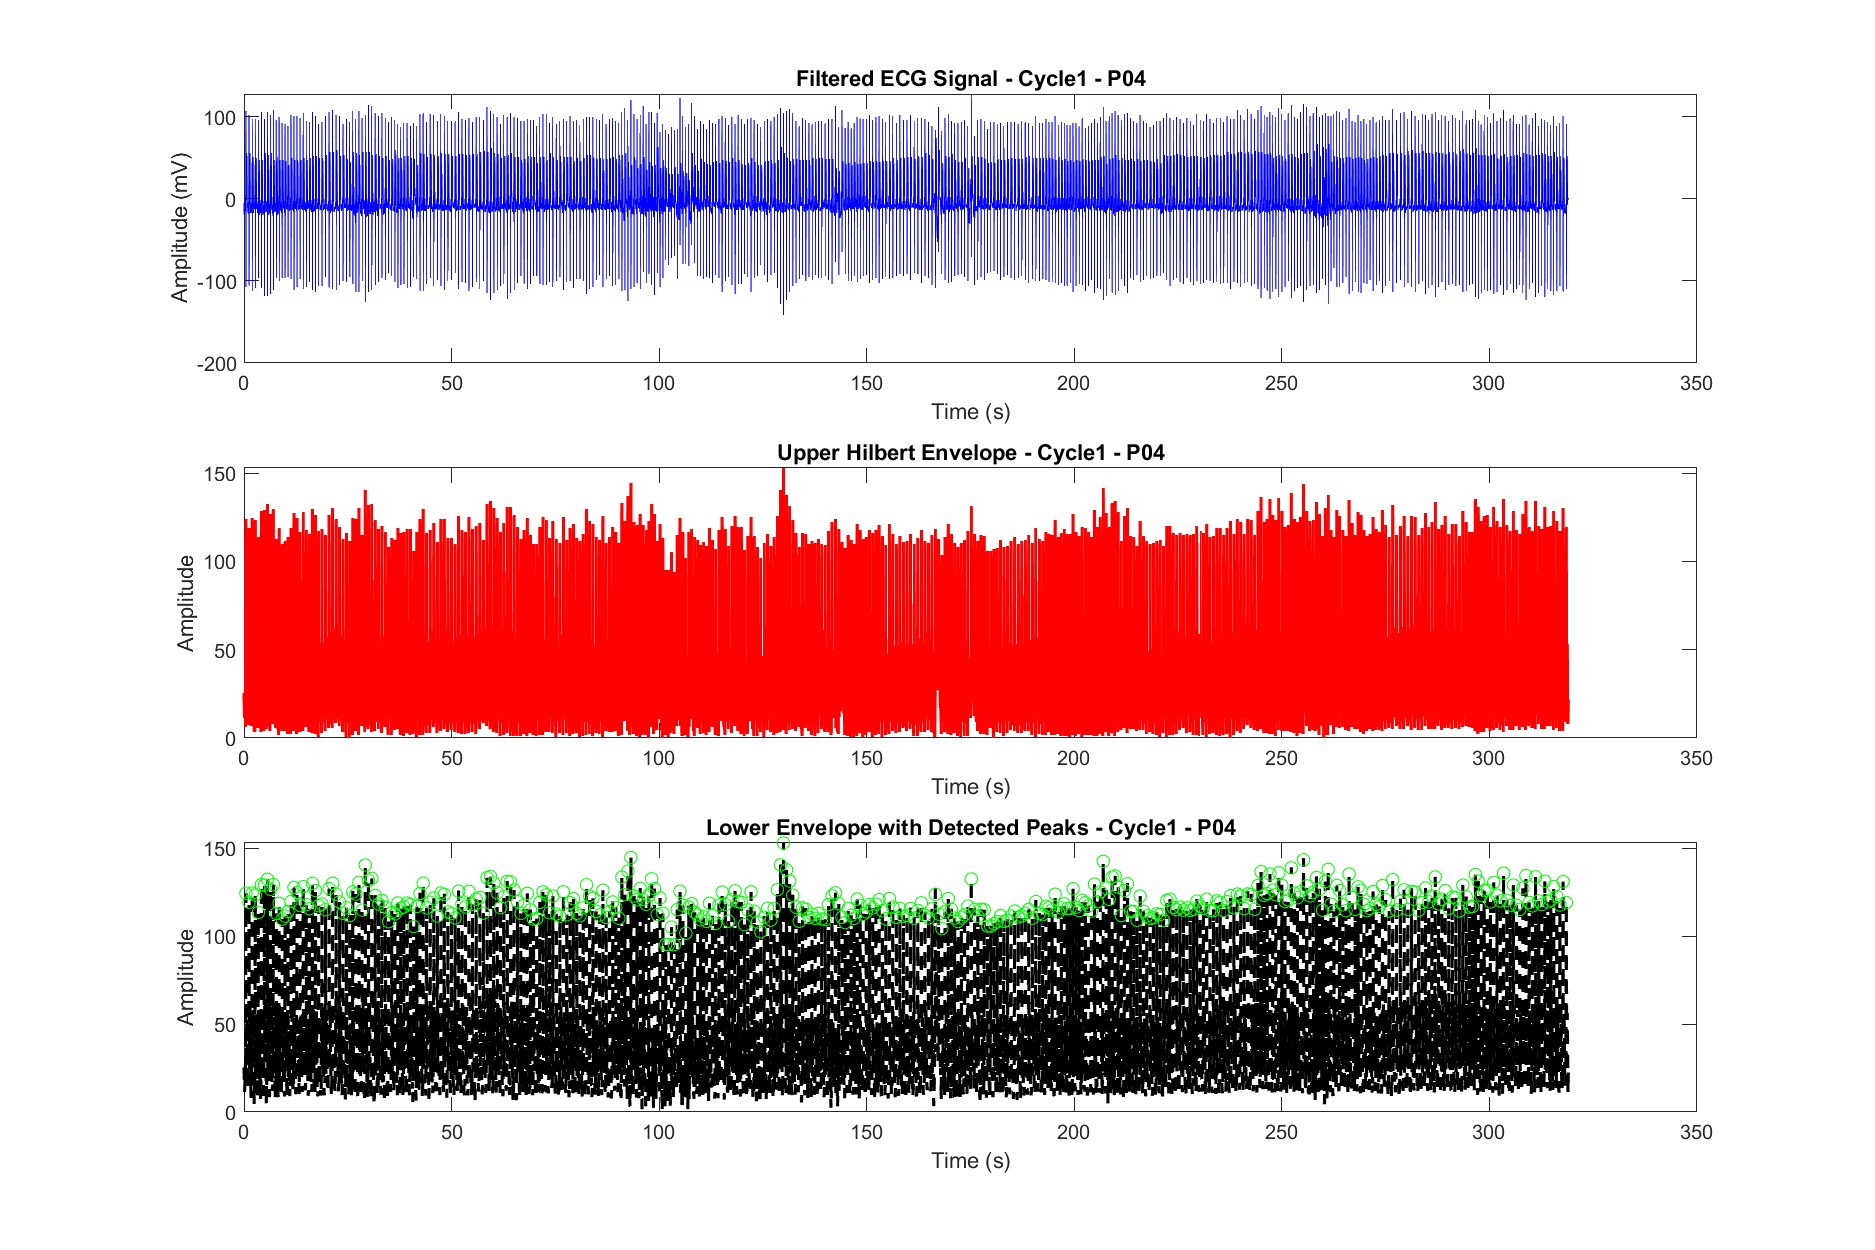 Filtered ECG Signal - Cycle1 - P04
100
0
-100
-200
Amplitude (mV)
0 50 100 150 200 250 300 350
Time (s)
Upper Hilbert Envelope - Cycle1 - P04
150
100
50
0
Amplitude
0 50 100 150 200 250 300 350
Time (s)
Lower Envelope with Detected Peaks - Cycle1 - P04
150
100
50
0
Amplitude
0 50 100 150 200 250 300 350
Time (s)